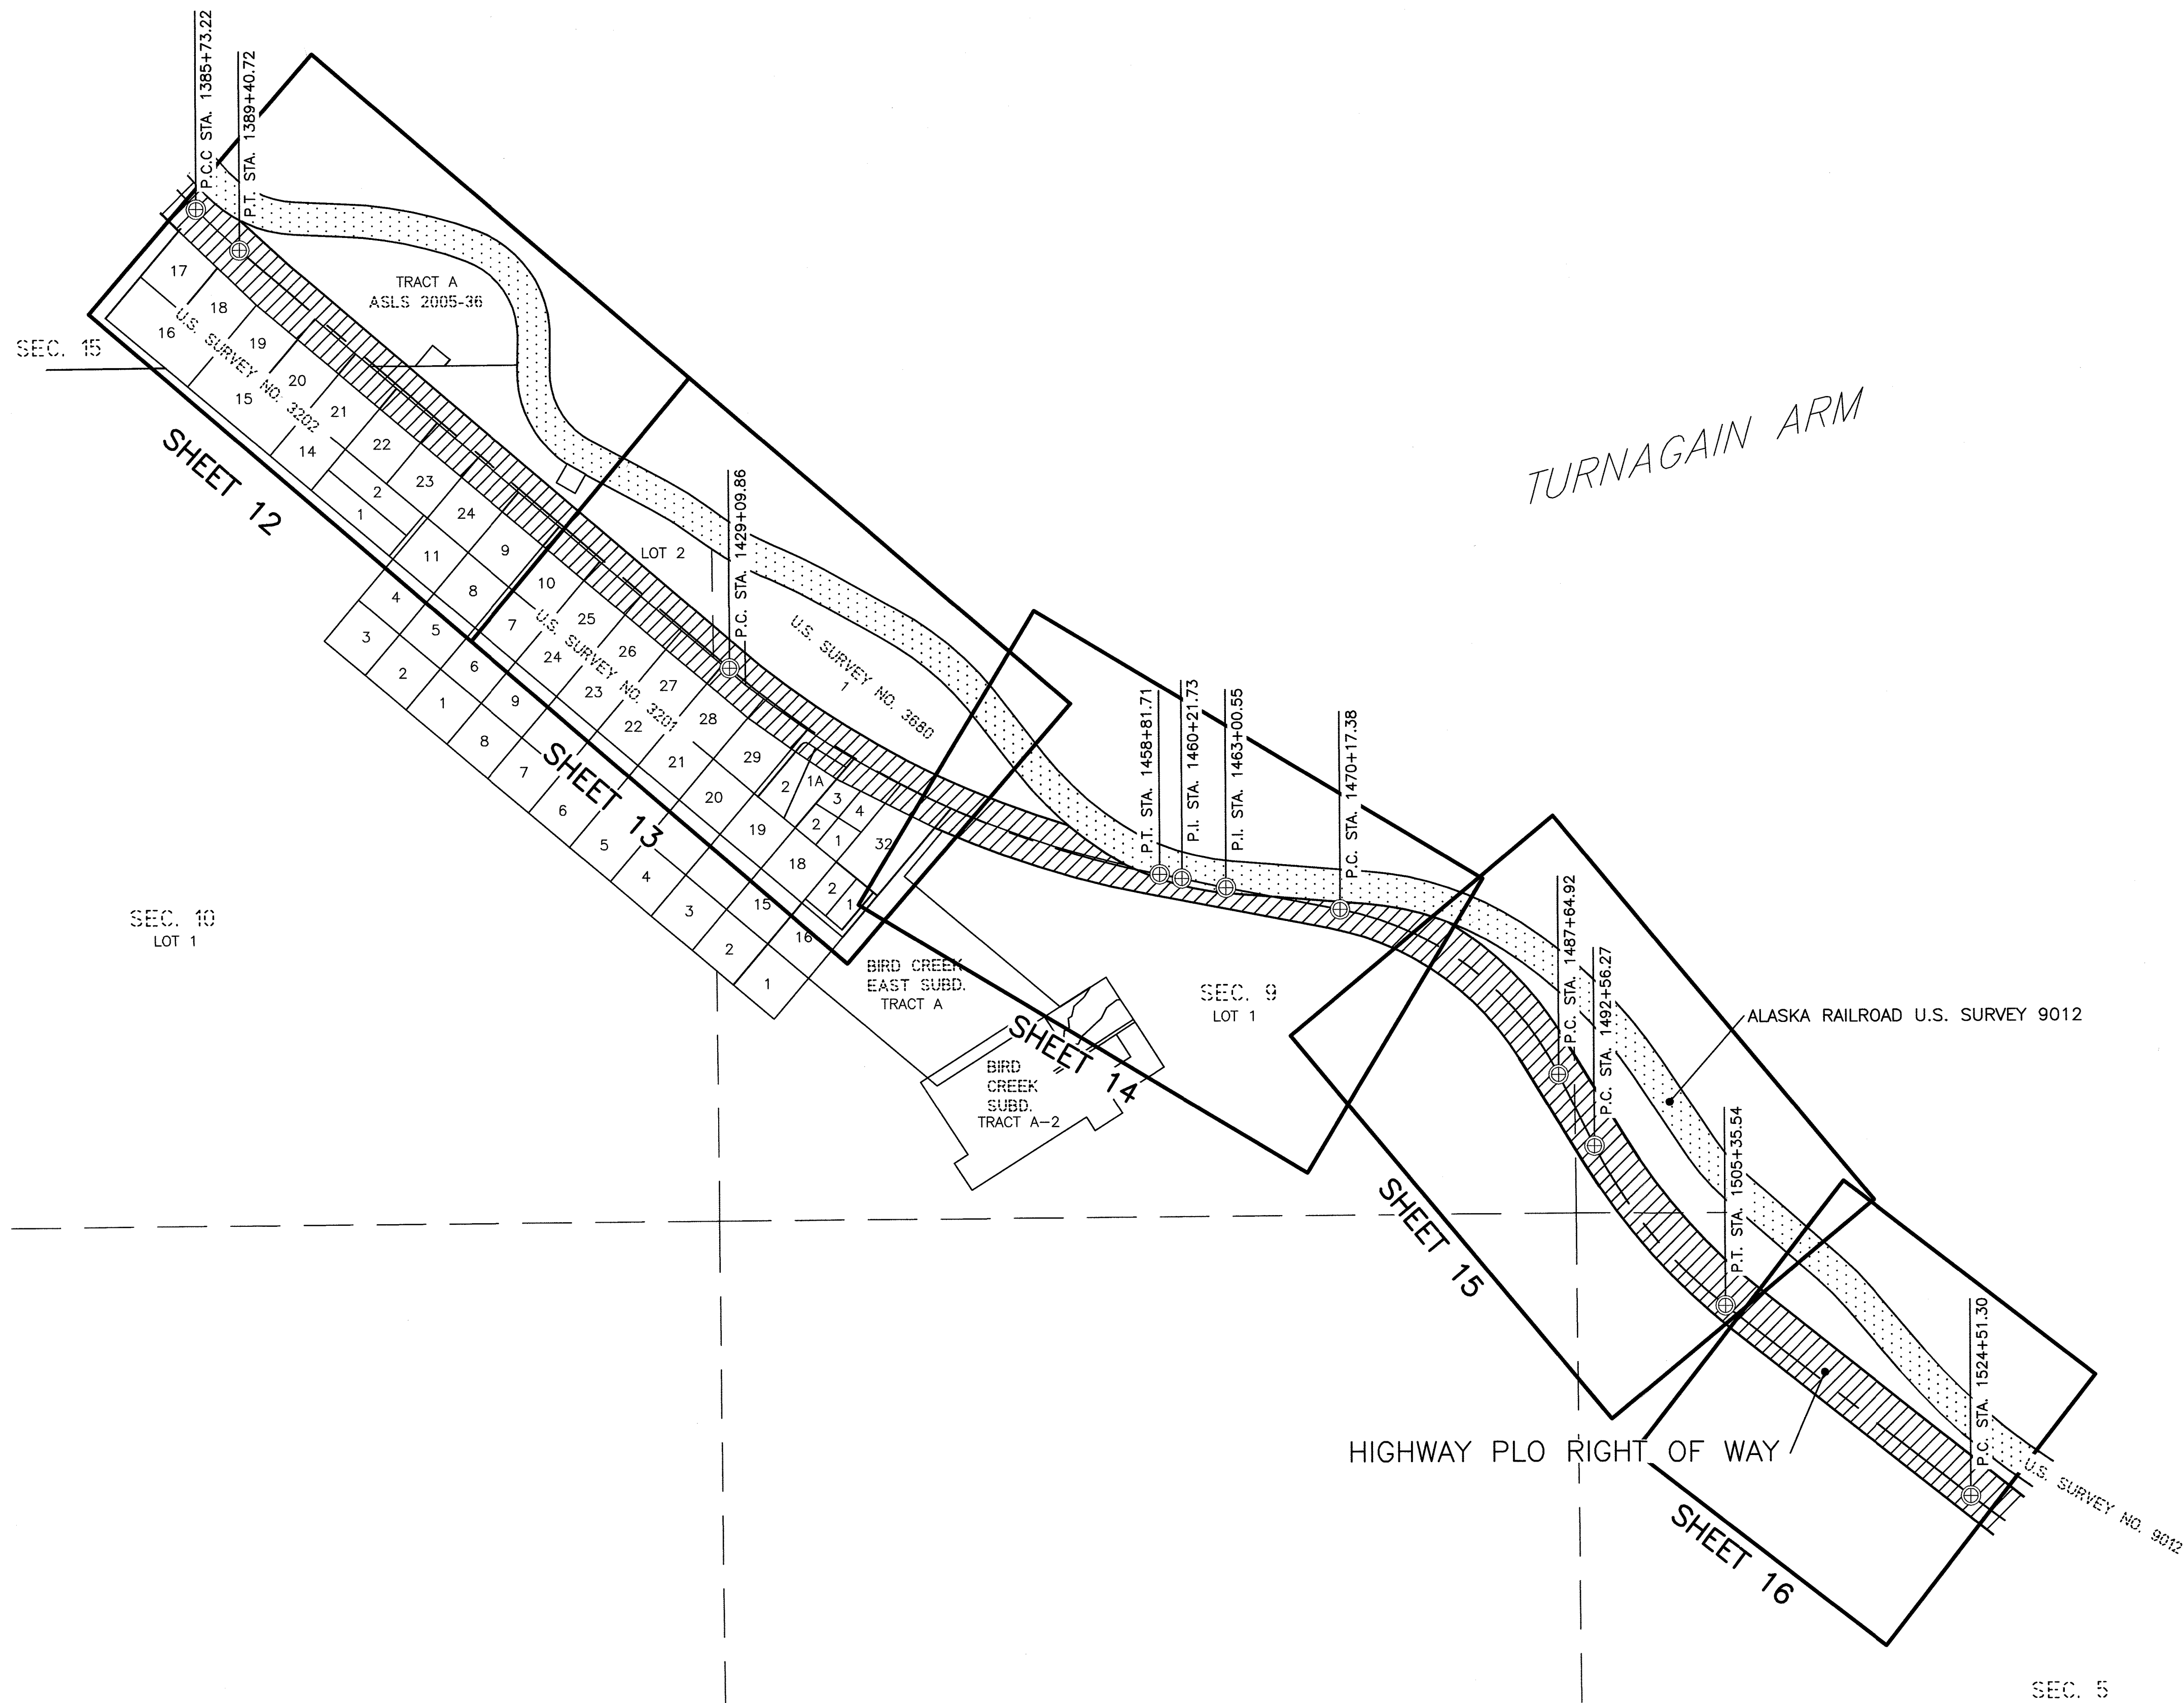 P.C.C STA. 1385+73.22
P.T. STA. 1389+40.72
TRACT A
ASLS 2005-36
SEC. 15
17
18
16
19
U.S. SURVEY NO. 3202
20
15
21
14
22
23
2
1
24
11
9
8
10
4
5
3
2
1
6
7
25
24
26
U.S. SURVEY NO. 3201
23
27
9
22
28
8
21
29
7
20
6
19
5
18
4
15
3
16
2
1
2
1A
3
4
2
1
32
2
1
SHEET 12
SHEET 13
LOT 2
P.C. STA. 1429+09.86
U.S. SURVEY NO. 3680
1
TURNAGAIN ARM
P.T. STA. 1458+81.71
P.I. STA. 1460+21.73
P.I. STA. 1463+00.55
P.C. STA. 1470+17.38
SEC. 10
LOT 1
BIRD CREEK
EAST SUBD.
TRACT A
SEC. 9
LOT 1
SHEET 14
BIRD
CREEK
SUBD.
TRACT A-2
P.C. STA. 1487+64.92
P.C. STA. 1492+56.27
ALASKA RAILROAD U.S. SURVEY 9012
P.T. STA. 1505+35.54
SHEET 15
P.C. STA. 1524+51.30
HIGHWAY PLO RIGHT OF WAY
U.S. SURVEY NO. 9012
SHEET 16
SEC. 5